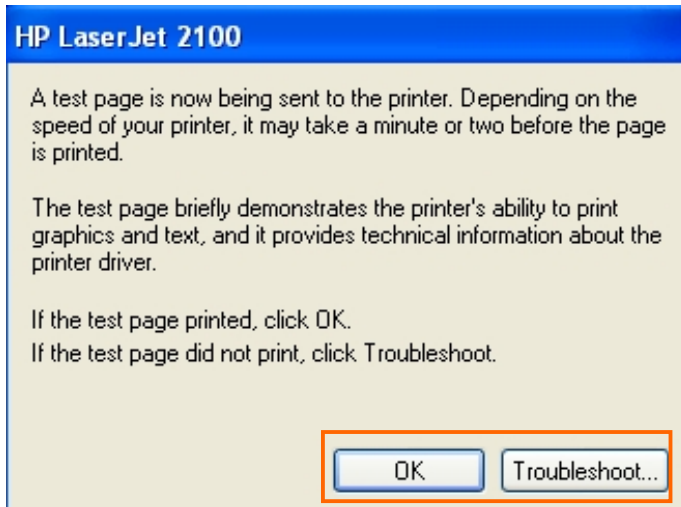 HP LaserJet 2100
A test page is now being sent to the printer. Depending on the
speed of your printer, it may take a minute or two before the page
is printed.
The test page briefly demonstrates the printer's ability to print
graphics and text, and it provides technical information about the
printer driver.
If the test page printed, click OK.
If the test page did not print, click Troubleshoot.
OK
Troubleshoot...